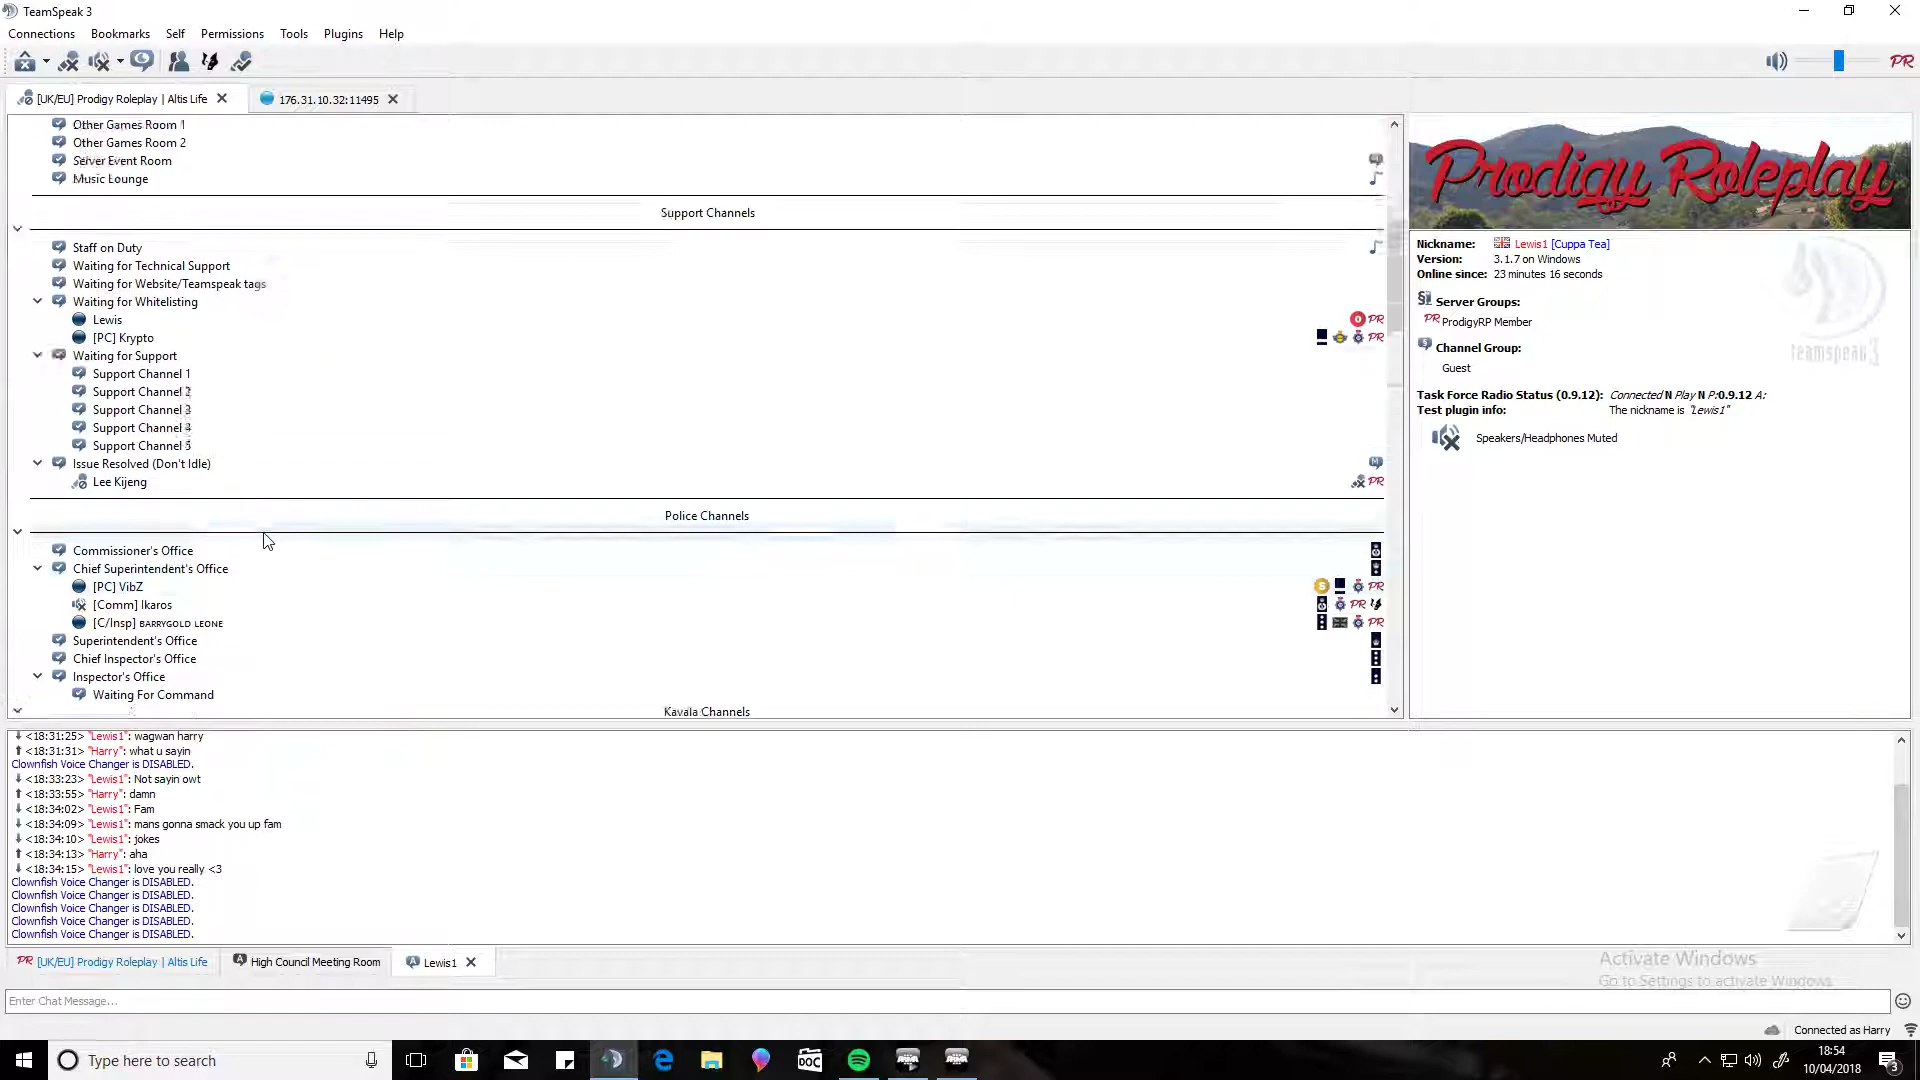 TeamSpeak 3
Connections Bookmarks Self Permissions Tools Plugins Help
PR
[UK/EU] Prodigy Roleplay | Altis Life
176.31.10.32:11495
Other Games Room 1
Other Games Room 2
Server Event Room
Music Lounge
Support Channels
Staff on Duty
Waiting for Technical Support
Waiting for Website/Teamspeak tags
Waiting for Whitelisting
Lewis
PR
[PC] Krypto
PR
Waiting for Support
Support Channel 1
Support Channel 2
Support Channel 3
Support Channel 4
Support Channel 5
Issue Resolved (Don't Idle)
Lee Kijeng
PR
Police Channels
Commissioner's Office
Chief Superintendent's Office
[PC] VibZ
PR
[Comm] Ikaros
PR
[C/Insp] BARRYGOLD LEONE
PR
Superintendent's Office
Chief Inspector's Office
Inspector's Office
Waiting For Command
Kavala Channels
Prodigy Roleplay
Nickname: Lewis1 [Cuppa Tea]
Version: 3.1.7 on Windows
Online since: 23 minutes 16 seconds
Server Groups:
PR ProdigyRP Member
Channel Group:
Guest
Task Force Radio Status (0.9.12): Connected N Play N P:0.9.12 A:
Test plugin info: The nickname is "Lewis1"
Speakers/Headphones Muted
teamspeak3
<18:31:25> "Lewis1": wagwan harry
<18:31:31> "Harry": what u sayin
Clownfish Voice Changer is DISABLED.
<18:33:23> "Lewis1": Not sayin owt
<18:33:55> "Harry": damn
<18:34:02> "Lewis1": Fam
<18:34:09> "Lewis1": mans gonna smack you up fam
<18:34:10> "Lewis1": jokes
<18:34:13> "Harry": aha
<18:34:15> "Lewis1": love you really <3
Clownfish Voice Changer is DISABLED.
Clownfish Voice Changer is DISABLED.
Clownfish Voice Changer is DISABLED.
Clownfish Voice Changer is DISABLED.
Clownfish Voice Changer is DISABLED.
PR [UK/EU] Prodigy Roleplay | Altis Life
High Council Meeting Room
Lewis1
Activate Windows
Go to Settings to activate Windows.
Enter Chat Message...
Connected as Harry
Type here to search
DOC
18:54
10/04/2018
3